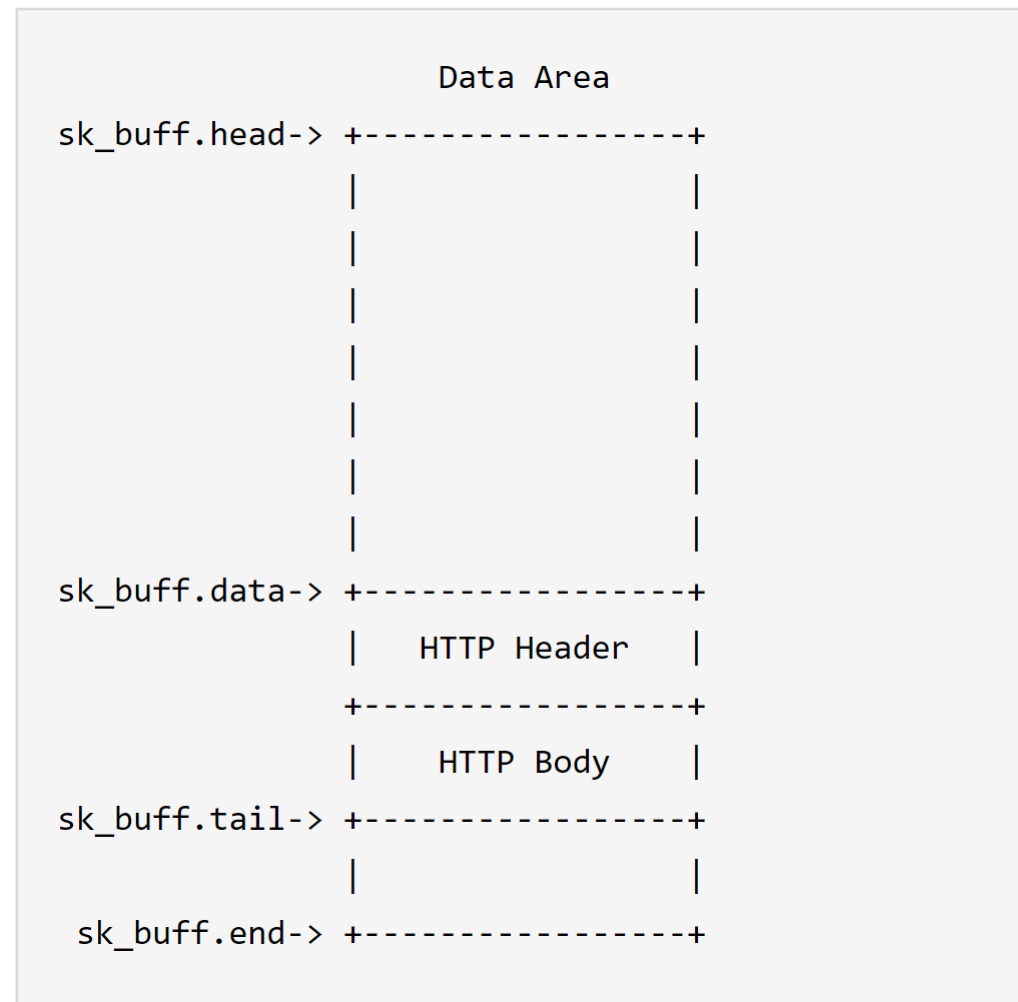 Data Area
sk_buff.head-> +-----------------+
               |                 |
               |                 |
               |                 |
               |                 |
               |                 |
               |                 |
               |                 |
sk_buff.data-> +-----------------+
               |   HTTP Header   |
               +-----------------+
               |    HTTP Body    |
sk_buff.tail-> +-----------------+
               |                 |
 sk_buff.end-> +-----------------+